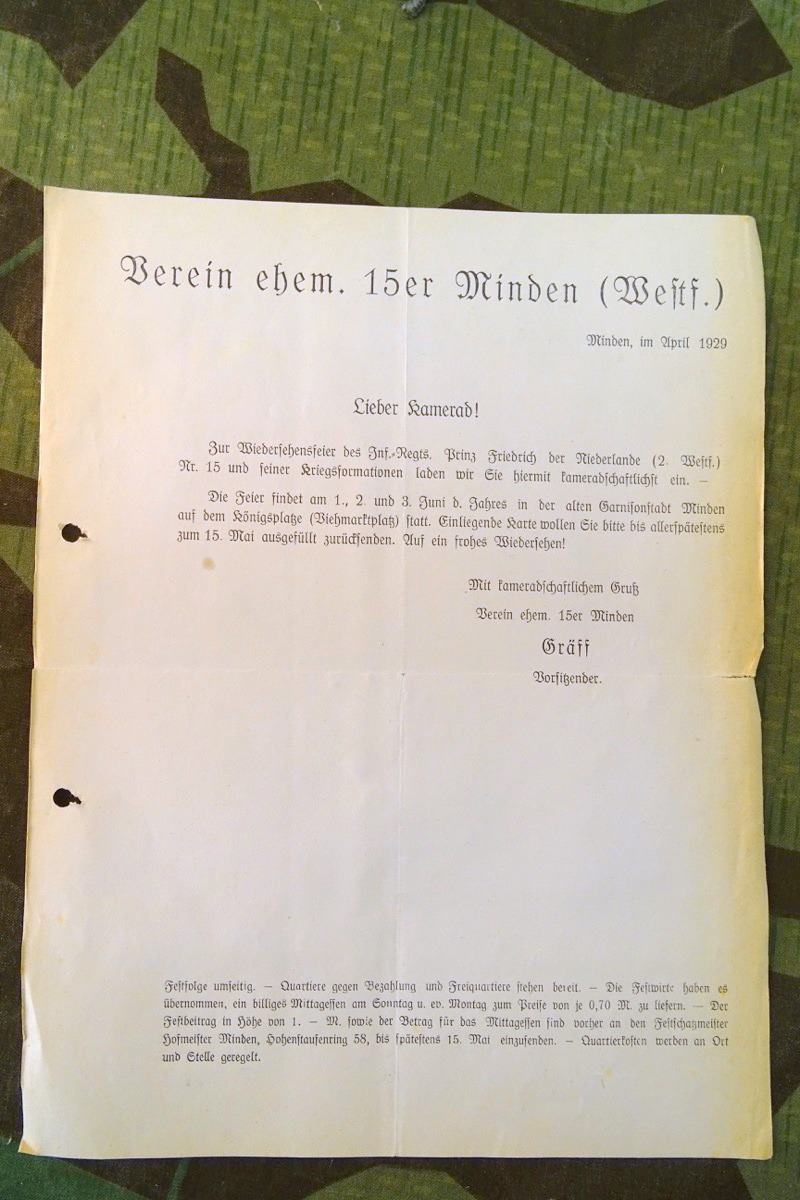 Verein ehem. 15er Minden (Westf.)
Minden, im April 1929
Lieber Kamerad!
Zur Wiedersehensfeier des Inf.-Regts. Prinz Friedrich der Niederlande (2. Westf.)
Nr. 15 und seiner Kriegsformationen laden wir Sie hiermit kameradschaftlichst ein. —
Die Feier findet am 1., 2. und 3. Juni d. Jahres in der alten Garnisonstadt Minden
auf dem Königsplatze (Viehmarktplatz) statt. Einliegende Karte wollen Sie bitte bis allerspätestens
zum 15. Mai ausgefüllt zurücksenden. Auf ein frohes Wiedersehen!
Mit kameradschaftlichem Gruß
Verein ehem. 15er Minden
Gräff
Vorsitzender.
Festfolge umseitig. — Quartiere gegen Bezahlung und Freiquartiere stehen bereit. — Die Festwirte haben es
übernommen, ein billiges Mittagessen am Sonntag u. ev. Montag zum Preise von je 0,70 M. zu liefern. — Der
Festbeitrag in Höhe von 1. — M. sowie der Betrag für das Mittagessen sind vorher an den Festschatzmeister
Hofmeister Minden, Hohenstaufenring 58, bis spätestens 15. Mai einzusenden. — Quartierkosten werden an Ort
und Stelle geregelt.